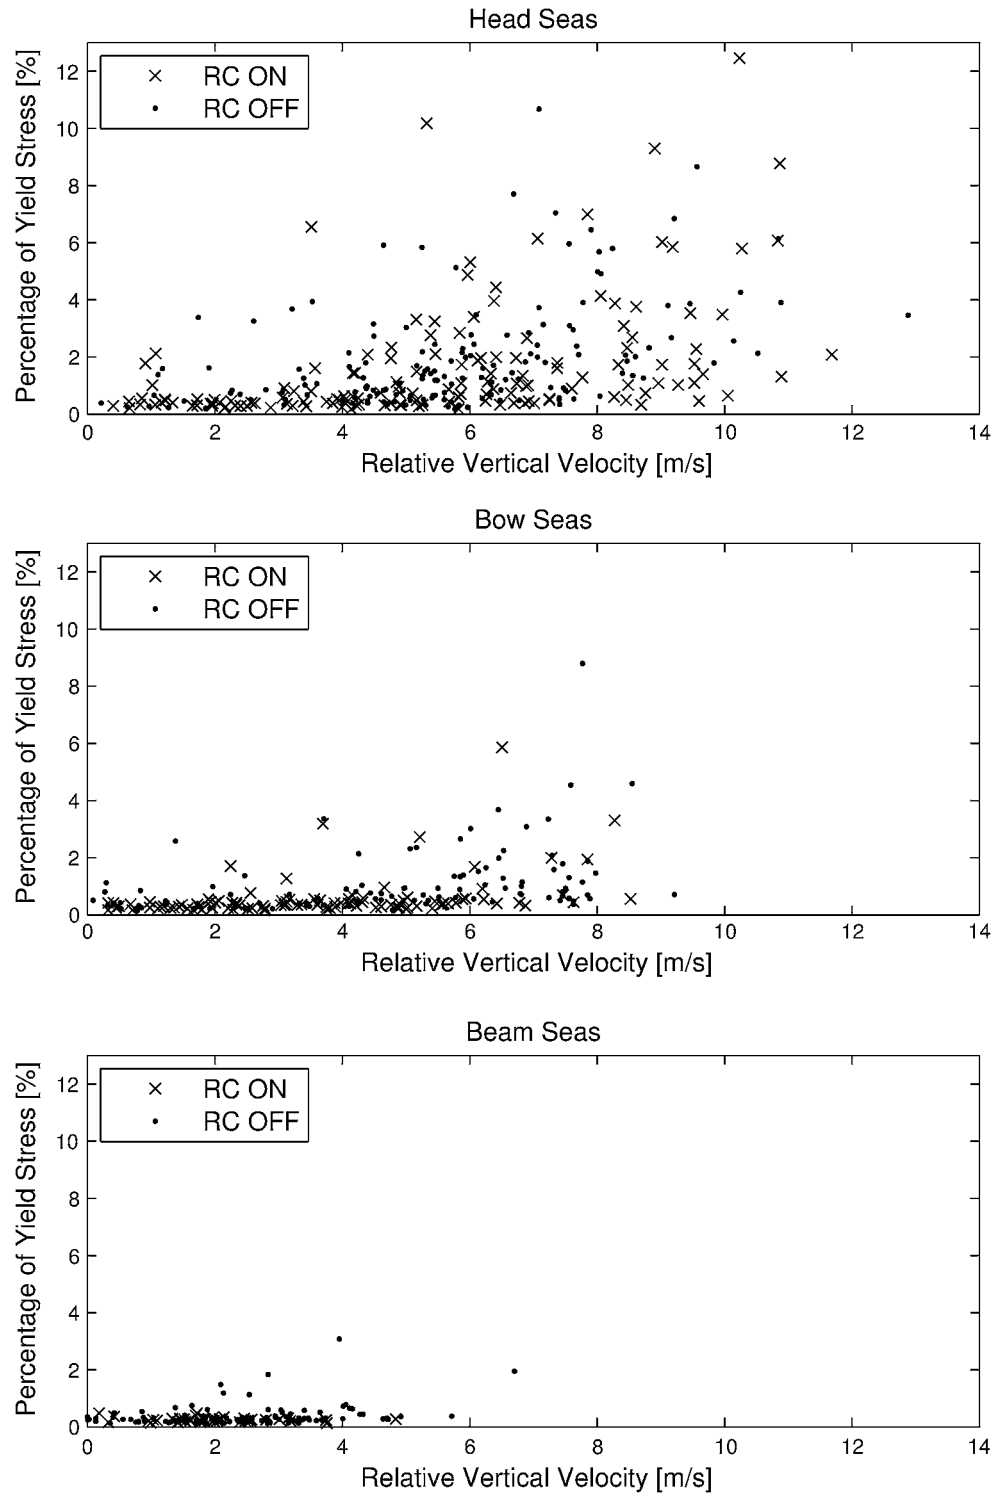 Head Seas
Percentage of Yield Stress [%]
12
10
8
6
4
2
0
RC ON
RC OFF
0 2 4 6 8 10 12 14
Relative Vertical Velocity [m/s]
Bow Seas
Percentage of Yield Stress [%]
12
10
8
6
4
2
0
RC ON
RC OFF
0 2 4 6 8 10 12 14
Relative Vertical Velocity [m/s]
Beam Seas
Percentage of Yield Stress [%]
12
10
8
6
4
2
0
RC ON
RC OFF
0 2 4 6 8 10 12 14
Relative Vertical Velocity [m/s]